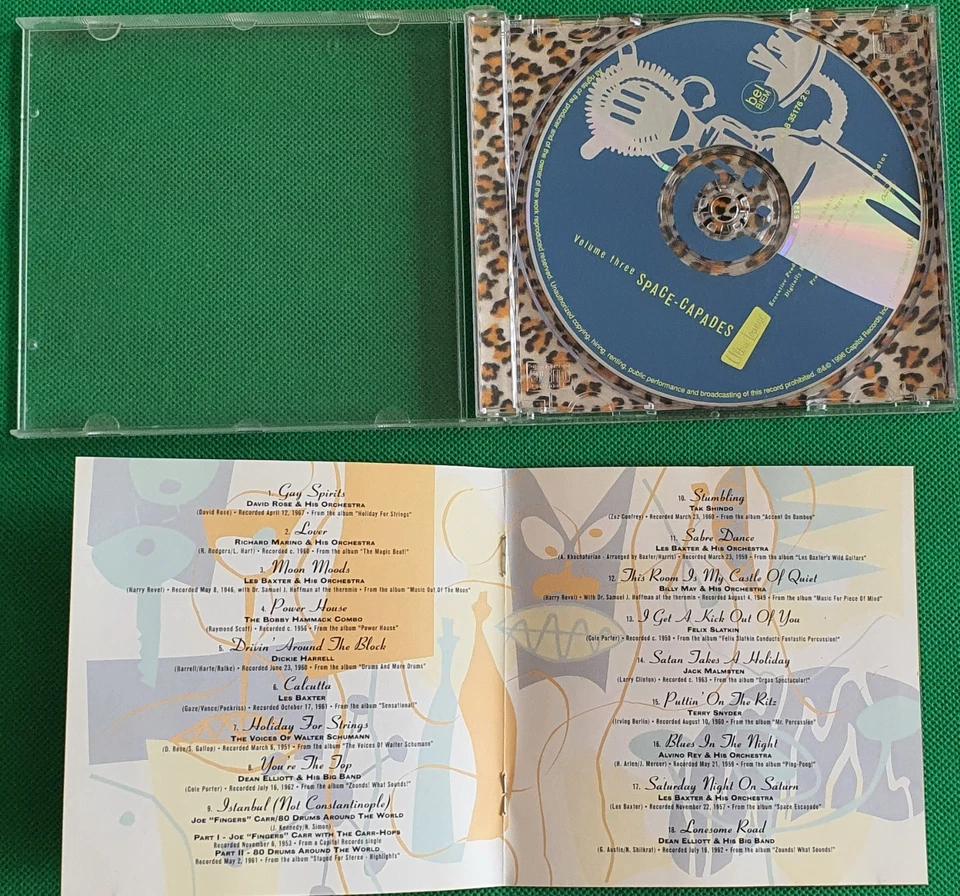 bel
BIEM
8 35176 2 6
Volume three SPACE-CAPADES
Ultra-Lounge
of the producer and of the owner of the work reproduced reserved. Unauthorized copying, hiring, renting, public performance and broadcasting of this record prohibited. ℗&© 1996 Capitol Records Inc.
1. Gay Spirits
DAVID ROSE & HIS ORCHESTRA
(David Rose) • Recorded April 12, 1967 • From the album "Holiday For Strings"
2. Lover
RICHARD MARINO & HIS ORCHESTRA
(R. Rodgers/L. Hart) • Recorded c. 1960 • From the album "The Magic Beat!"
3. Moon Moods
LES BAXTER & HIS ORCHESTRA
(Harry Revel) • Recorded May 8, 1946, with Dr. Samuel J. Hoffman at the theremin • From the album "Music Out Of The Moon"
4. Power House
THE BOBBY HAMMACK COMBO
(Raymond Scott) • Recorded c. 1956 • From the album "Power House"
5. Drivin' Around The Block
DICKIE HARRELL
(Harrell/Harte/Ralke) • Recorded June 23, 1960 • From the album "Drums And More Drums"
6. Calcutta
LES BAXTER
(Gaze/Vance/Pockriss) • Recorded October 17, 1961 • From the album "Sensational!"
7. Holiday For Strings
THE VOICES OF WALTER SCHUMANN
(D. Rose/S. Gallop) • Recorded March 6, 1951 • From the album "The Voices Of Walter Schumann"
8. You're The Top
DEAN ELLIOTT & HIS BIG BAND
(Cole Porter) • Recorded July 16, 1962 • From the album "Zounds! What Sounds!"
9. Istanbul (Not Constantinople)
JOE "FINGERS" CARR/80 DRUMS AROUND THE WORLD
(J. Kennedy/N. Simon)
PART I - JOE "FINGERS" CARR WITH THE CARR-HOPS
Recorded November 6, 1953 • From a Capitol Records single
PART II - 80 DRUMS AROUND THE WORLD
Recorded May 2, 1961 • From the album "Staged For Stereo - Highlights"
10. Stumbling
TAK SHINDO
(Zez Confrey) • Recorded March 23, 1960 • From the album "Accent On Bamboo"
11. Sabre Dance
LES BAXTER & HIS ORCHESTRA
(A. Khachaturian - Arranged by Baxter/Harris) • Recorded March 23, 1959 • From the album "Les Baxter's Wild Guitars"
12. This Room Is My Castle Of Quiet
BILLY MAY & HIS ORCHESTRA
(Harry Revel) • With Dr. Samuel J. Hoffman at the theremin • Recorded August 4, 1949 • From the album "Music For Piece Of Mind"
13. I Get A Kick Out Of You
FELIX SLATKIN
(Cole Porter) • Recorded c. 1960 • From the album "Felix Slatkin Conducts Fantastic Percussion!"
14. Satan Takes A Holiday
JACK MALMSTEN
(Larry Clinton) • Recorded c. 1963 • From the album "Organ Spectacular!"
15. Puttin' On The Ritz
TERRY SNYDER
(Irving Berlin) • Recorded August 10, 1960 • From the album "Mr. Percussion"
16. Blues In The Night
ALVINO REY & HIS ORCHESTRA
(H. Arlen/J. Mercer) • Recorded May 21, 1959 • From the album "Ping-Pong!"
17. Saturday Night On Saturn
LES BAXTER & HIS ORCHESTRA
(Les Baxter) • Recorded November 22, 1957 • From the album "Space Escapade"
18. Lonesome Road
DEAN ELLIOTT & HIS BIG BAND
(G. Austin/N. Shilkret) • Recorded July 16, 1962 • From the album "Zounds! What Sounds!"